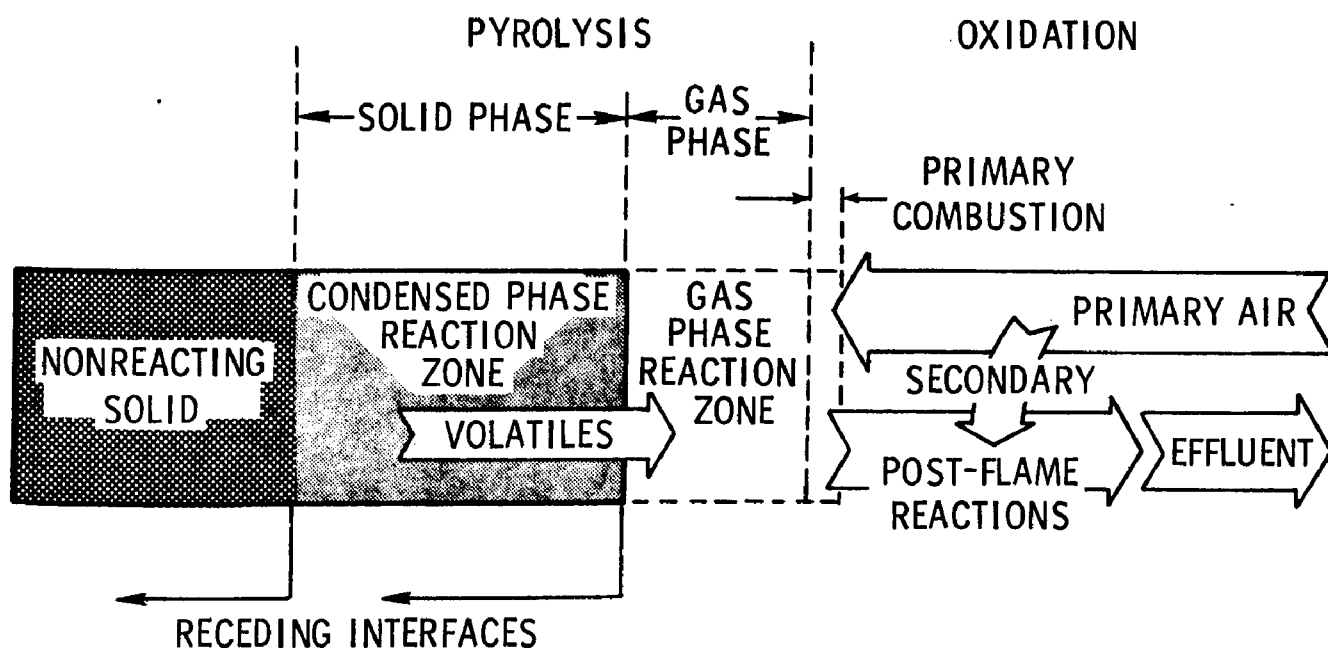 PYROLYSIS
OXIDATION
SOLID PHASE
GAS
PHASE
PRIMARY
COMBUSTION
NONREACTING
SOLID
CONDENSED PHASE
REACTION
ZONE
VOLATILES
GAS
PHASE
REACTION
ZONE
PRIMARY AIR
SECONDARY
POST-FLAME
REACTIONS
EFFLUENT
RECEDING INTERFACES